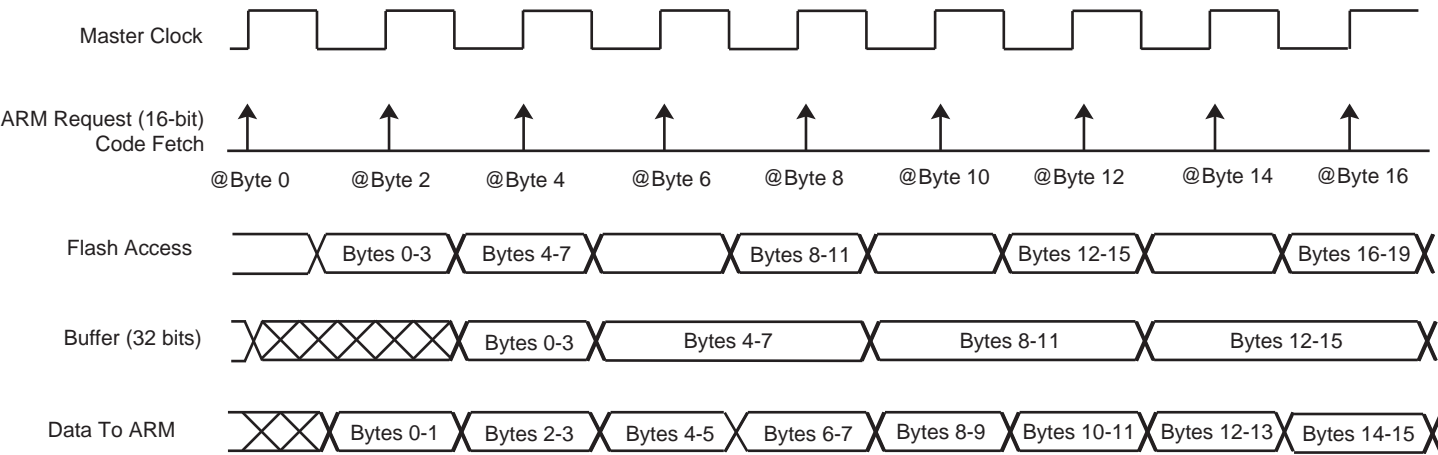 Master Clock
ARM Request (16-bit)
Code Fetch
@Byte 0 @Byte 2 @Byte 4 @Byte 6 @Byte 8 @Byte 10 @Byte 12 @Byte 14 @Byte 16
Flash Access Bytes 0-3 Bytes 4-7 Bytes 8-11 Bytes 12-15 Bytes 16-19
Buffer (32 bits) Bytes 0-3 Bytes 4-7 Bytes 8-11 Bytes 12-15
Data To ARM Bytes 0-1 Bytes 2-3 Bytes 4-5 Bytes 6-7 Bytes 8-9 Bytes 10-11 Bytes 12-13 Bytes 14-15